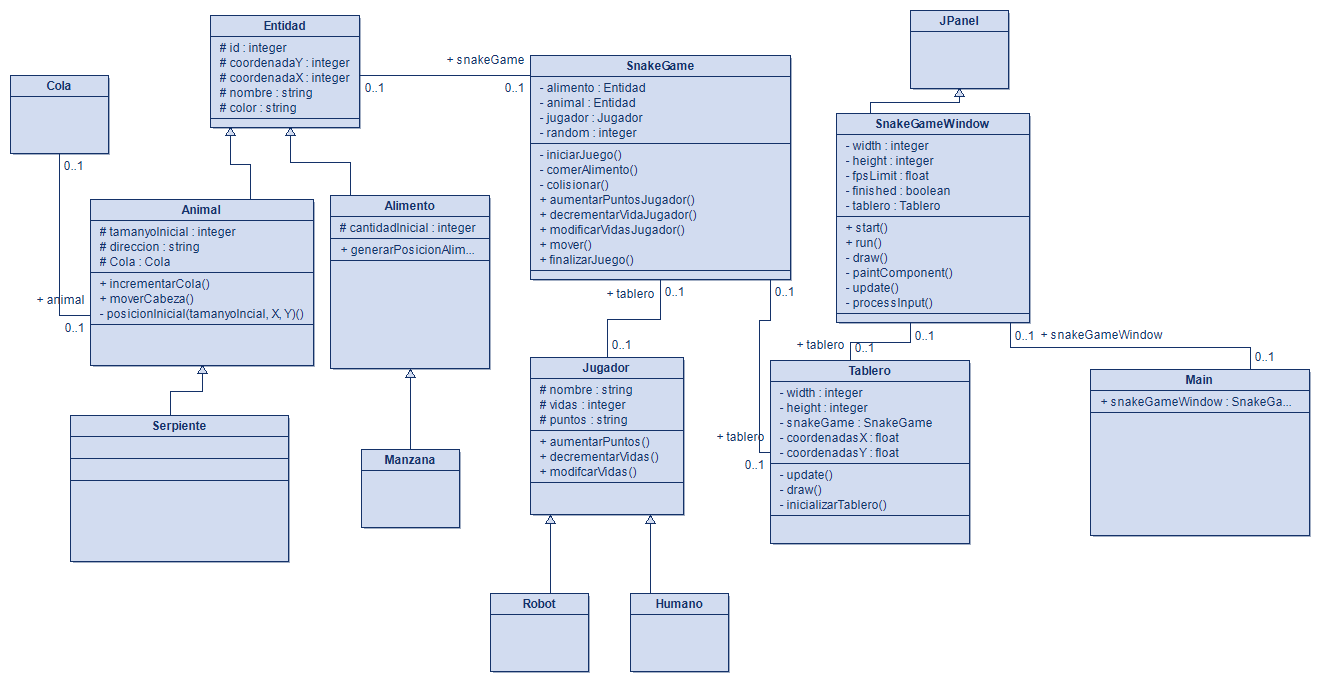 Entidad
# id : integer
# coordenadaY : integer
# coordenadaX : integer
# nombre : string
# color : string
+ snakeGame
0..1
0..1
Cola
0..1
+ animal
0..1
Animal
# tamanyoInicial : integer
# direccion : string
# Cola : Cola
+ incrementarCola()
+ moverCabeza()
- posicionInicial(tamanyoIncial, X, Y)()
Alimento
# cantidadInicial : integer
+ generarPosicionAlim...
Serpiente
Manzana
SnakeGame
- alimento : Entidad
- animal : Entidad
- jugador : Jugador
- random : integer
- iniciarJuego()
- comerAlimento()
- colisionar()
+ aumentarPuntosJugador()
+ decrementarVidaJugador()
+ modificarVidasJugador()
+ mover()
+ finalizarJuego()
+ tablero
0..1
0..1
0..1
+ tablero
0..1
Jugador
# nombre : string
# vidas : integer
# puntos : string
+ aumentarPuntos()
+ decrementarVidas()
+ modifcarVidas()
Robot
Humano
JPanel
SnakeGameWindow
- width : integer
- height : integer
- fpsLimit : float
- finished : boolean
- tablero : Tablero
+ start()
+ run()
- draw()
- paintComponent()
- update()
- processInput()
0..1
+ tablero
0..1
0..1
+ snakeGameWindow
0..1
Tablero
- width : integer
- height : integer
- snakeGame : SnakeGame
- coordenadasX : float
- coordenadasY : float
- update()
- draw()
- inicializarTablero()
Main
+ snakeGameWindow : SnakeGa...